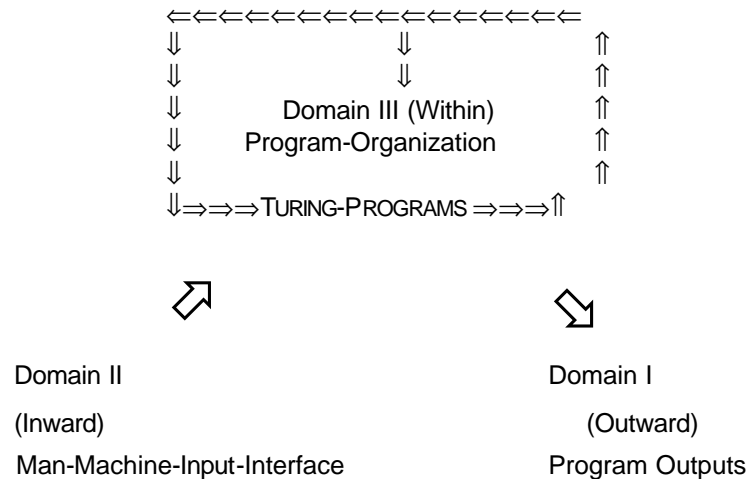 ⇐⇐⇐⇐⇐⇐⇐⇐⇐⇐⇐⇐⇐⇐⇐⇐
⇓ ⇓ ⇑
⇓ ⇓ ⇑
⇓ Domain III (Within) ⇑
⇓ Program-Organization ⇑
⇓ ⇑
⇓⇒⇒⇒TURING-PROGRAMS ⇒⇒⇒⇑
Domain II Domain I
(Inward) (Outward)
Man-Machine-Input-Interface Program Outputs